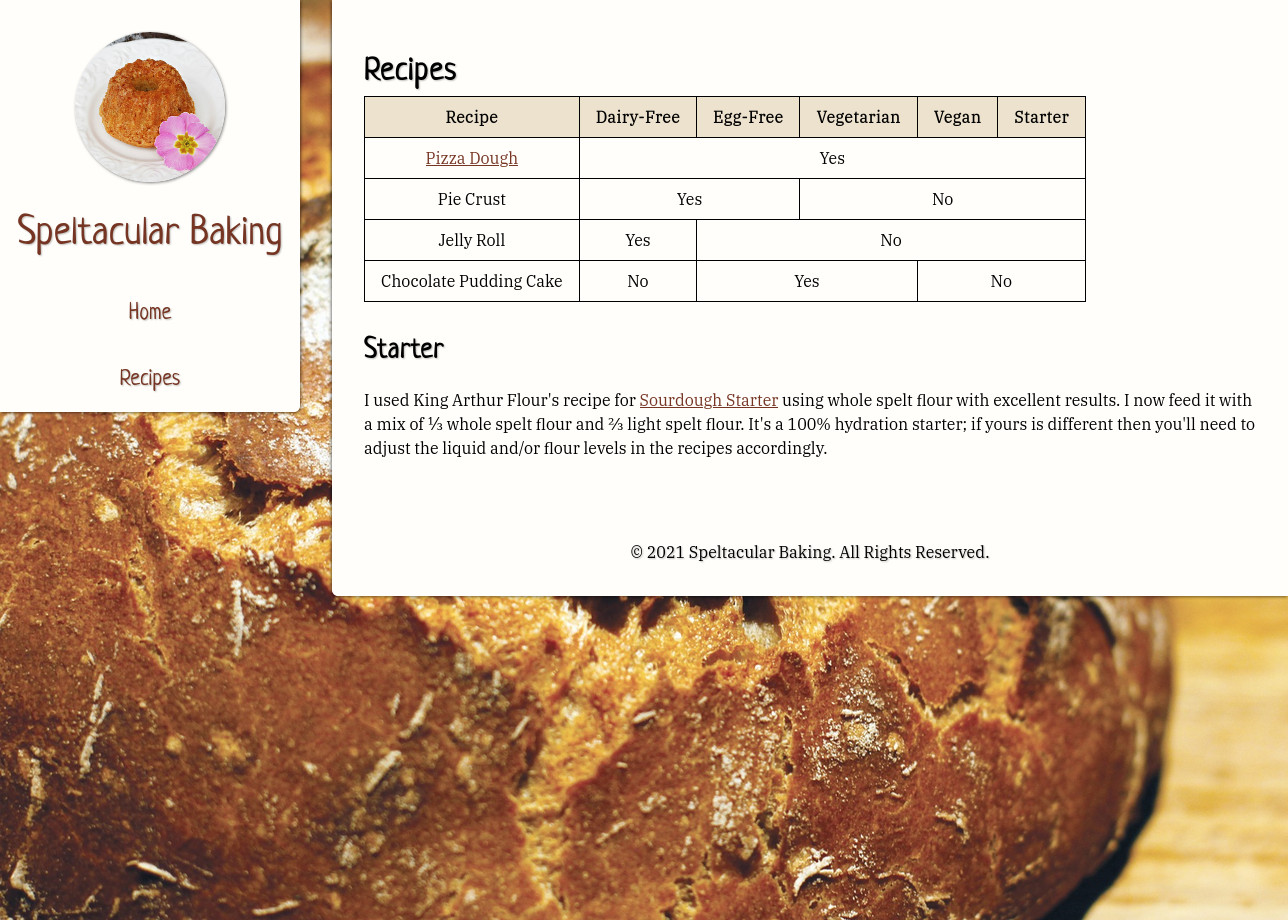 Speltacular Baking
Home
Recipes
Recipes
Recipe Dairy-Free Egg-Free Vegetarian Vegan Starter
Pizza Dough Yes
Pie Crust Yes No
Jelly Roll Yes No
Chocolate Pudding Cake No Yes No
Starter
I used King Arthur Flour's recipe for Sourdough Starter using whole spelt flour with excellent results. I now feed it with
a mix of ⅓ whole spelt flour and ⅔ light spelt flour. It's a 100% hydration starter; if yours is different then you'll need to
adjust the liquid and/or flour levels in the recipes accordingly.
© 2021 Speltacular Baking. All Rights Reserved.